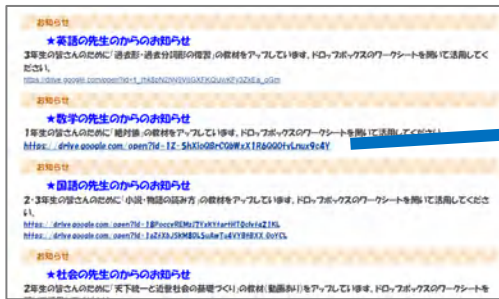 お知らせ
★英語の先生のからのお知らせ
3年生の皆さんのために「過去形・過去分詞形の復習」の教材をアップしています。ドロップボックスのワークシートを開いて活用してく
ださい。
お知らせ
★数学の先生のからのお知らせ
1年生の皆さんのために「絶対値」の教材をアップしています。ドロップボックスのワークシートを開いて活用してください
お知らせ
★国語の先生のからのお知らせ
2・3年生の皆さんのために「小説・物語の読み方」の教材をアップしています。ドロップボックスのワークシートを開いて活用してくださ
い。
お知らせ
★社会の先生のからのお知らせ
2年生の皆さんのために「天下統一と近世社会の基礎づくり」の教材(動画あり)をアップしています。ドロップボックスのワークシートを